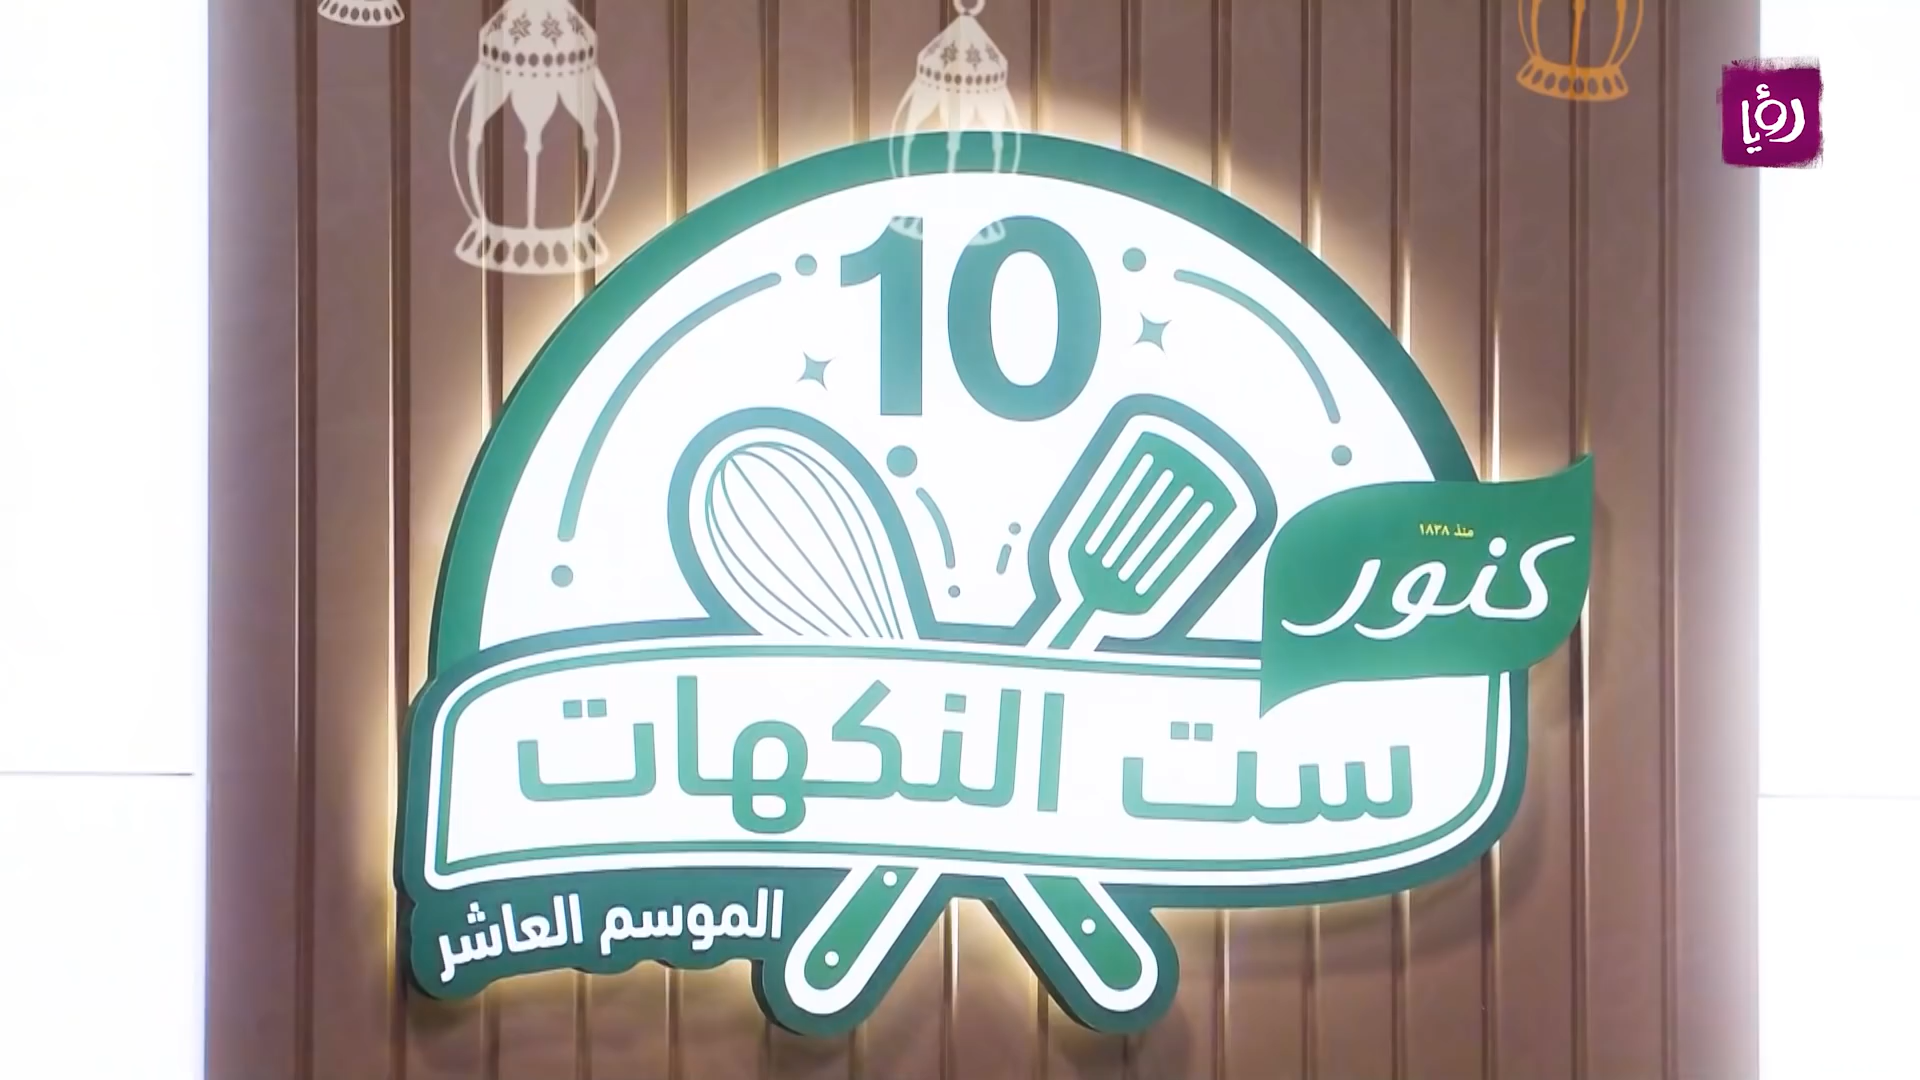 رؤيا
10
منذ ١٨٣٨
كنور
ست النكهات
الموسم العاشر